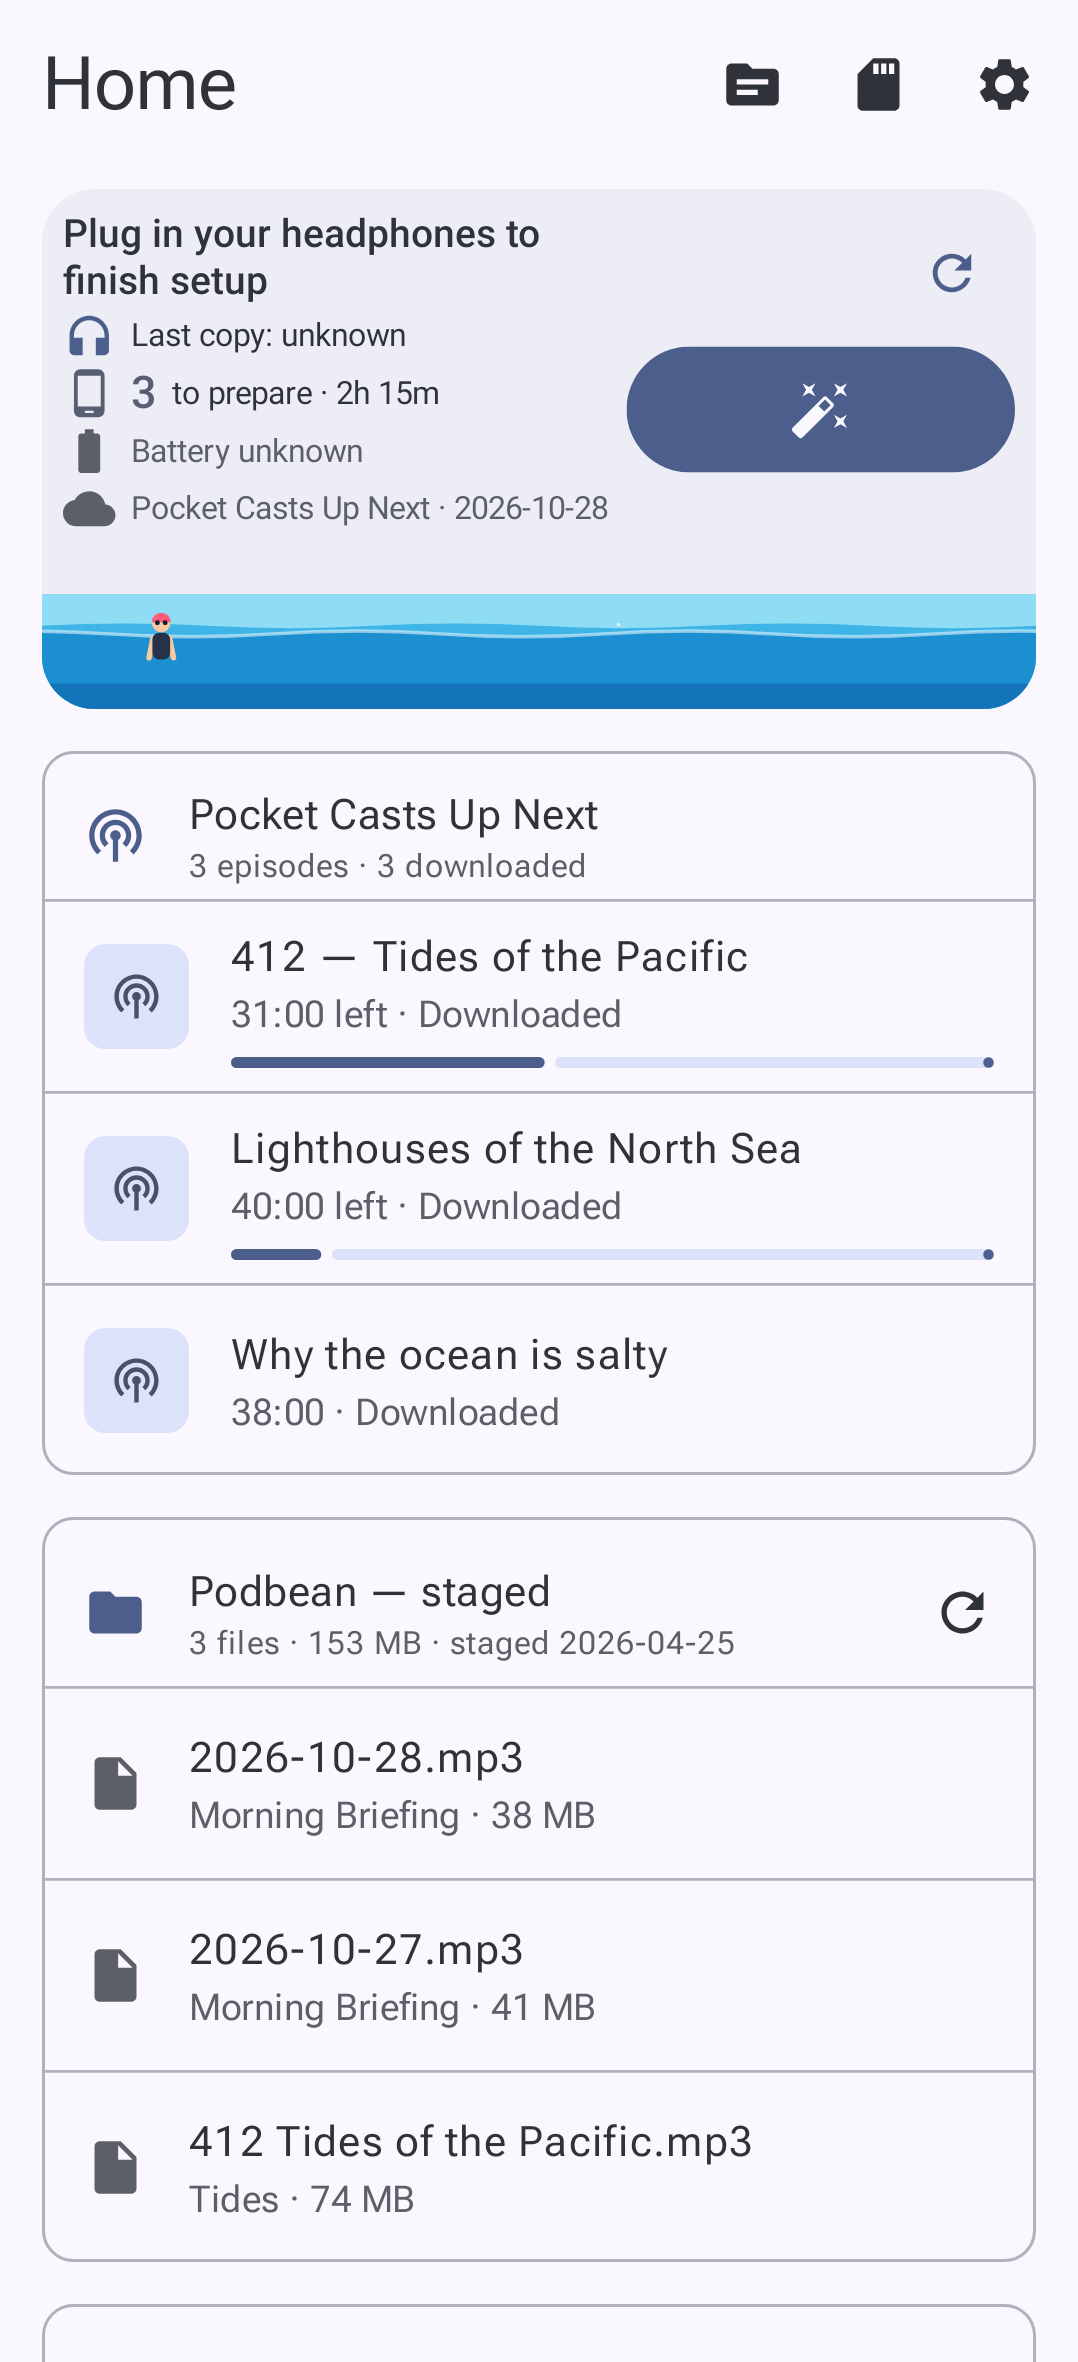 Home
Plug in your headphones to
finish setup
Last copy: unknown
3 to prepare · 2h 15m
Battery unknown
Pocket Casts Up Next · 2026-10-28
Pocket Casts Up Next
3 episodes · 3 downloaded
412 — Tides of the Pacific
31:00 left · Downloaded
Lighthouses of the North Sea
40:00 left · Downloaded
Why the ocean is salty
38:00 · Downloaded
Podbean — staged
3 files · 153 MB · staged 2026-04-25
2026-10-28.mp3
Morning Briefing · 38 MB
2026-10-27.mp3
Morning Briefing · 41 MB
412 Tides of the Pacific.mp3
Tides · 74 MB